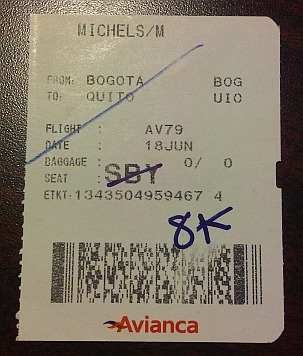 MICHELS/M
FROM: BOGOTA BOG
TO: QUITO UIO
FLIGHT : AV79
DATE : 18JUN
BAGGAGE : 0/ 0
SEAT : SBY
ETKT:1343504959467 4
8K
Avianca